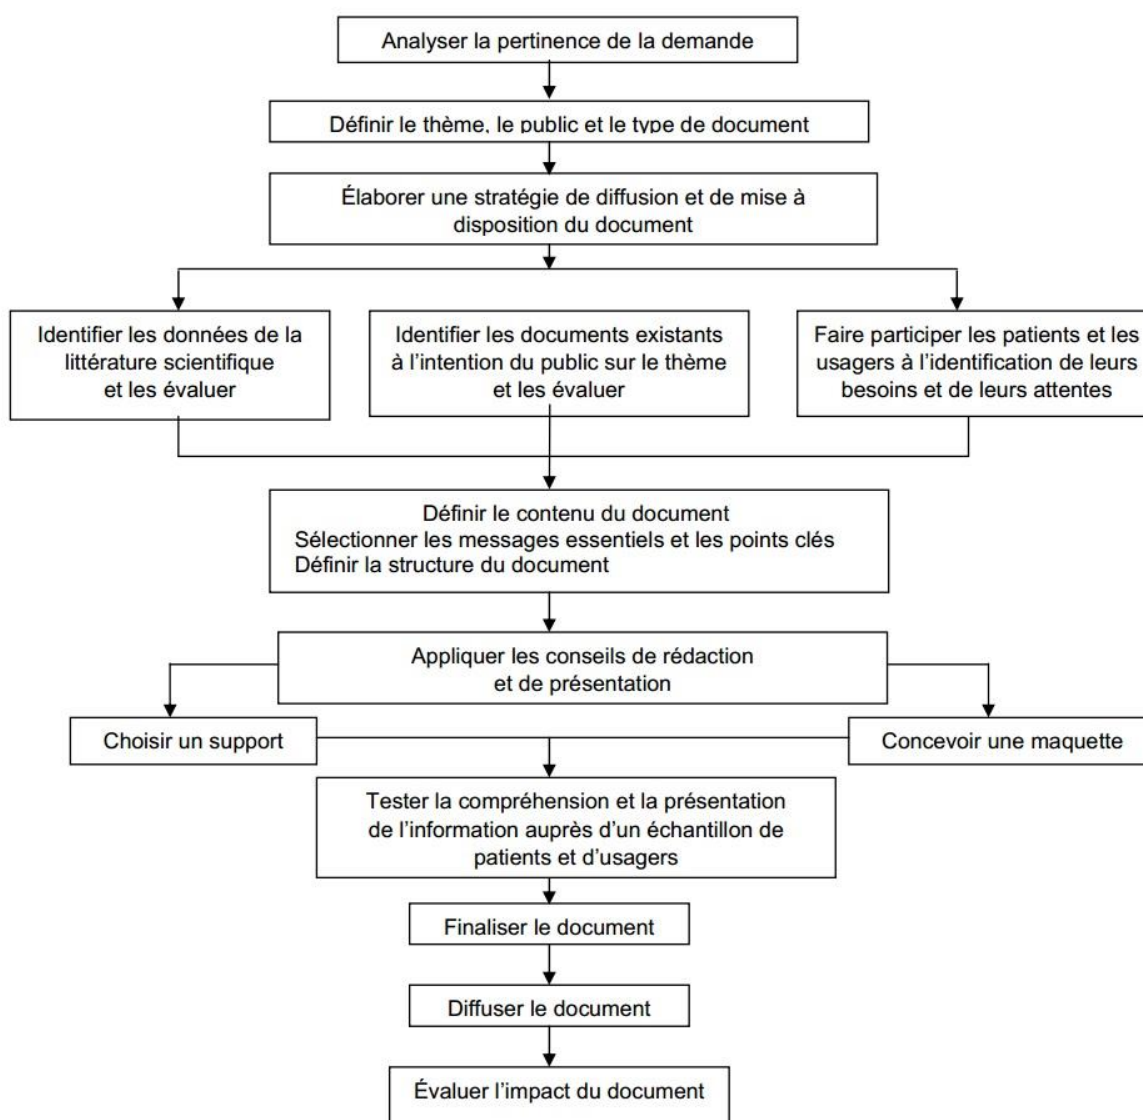 Analyser la pertinence de la demande
Définir le thème, le public et le type de document
Élaborer une stratégie de diffusion et de mise à
disposition du document
Identifier les données de la
littérature scientifique
et les évaluer
Identifier les documents existants
à l'intention du public sur le thème
et les évaluer
Faire participer les patients et les
usagers à l'identification de leurs
besoins et de leurs attentes
Définir le contenu du document
Sélectionner les messages essentiels et les points clés
Définir la structure du document
Appliquer les conseils de rédaction
et de présentation
Choisir un support
Concevoir une maquette
Tester la compréhension et la présentation
de l'information auprès d'un échantillon de
patients et d'usagers
Finaliser le document
Diffuser le document
Évaluer l'impact du document